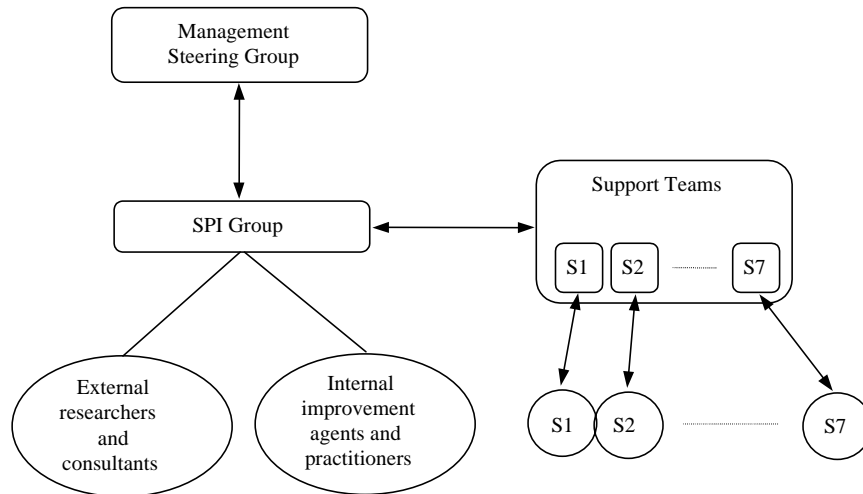 Management
Steering Group
SPI Group
Support Teams
S1 S2 S7
External
researchers
and
consultants
Internal
improvement
agents and
practitioners
S1 S2 S7